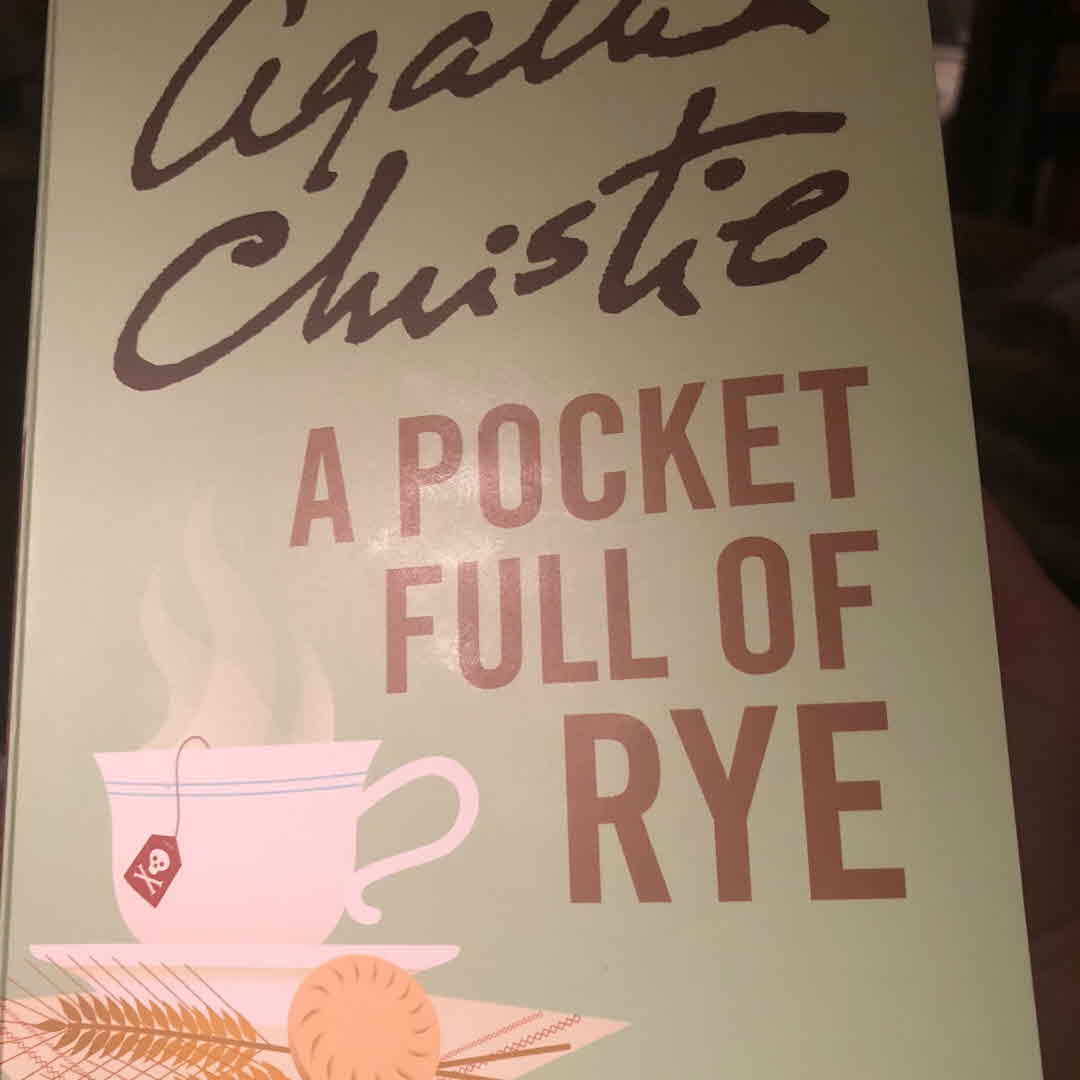 Agatha
Christie
A POCKET
FULL OF
RYE